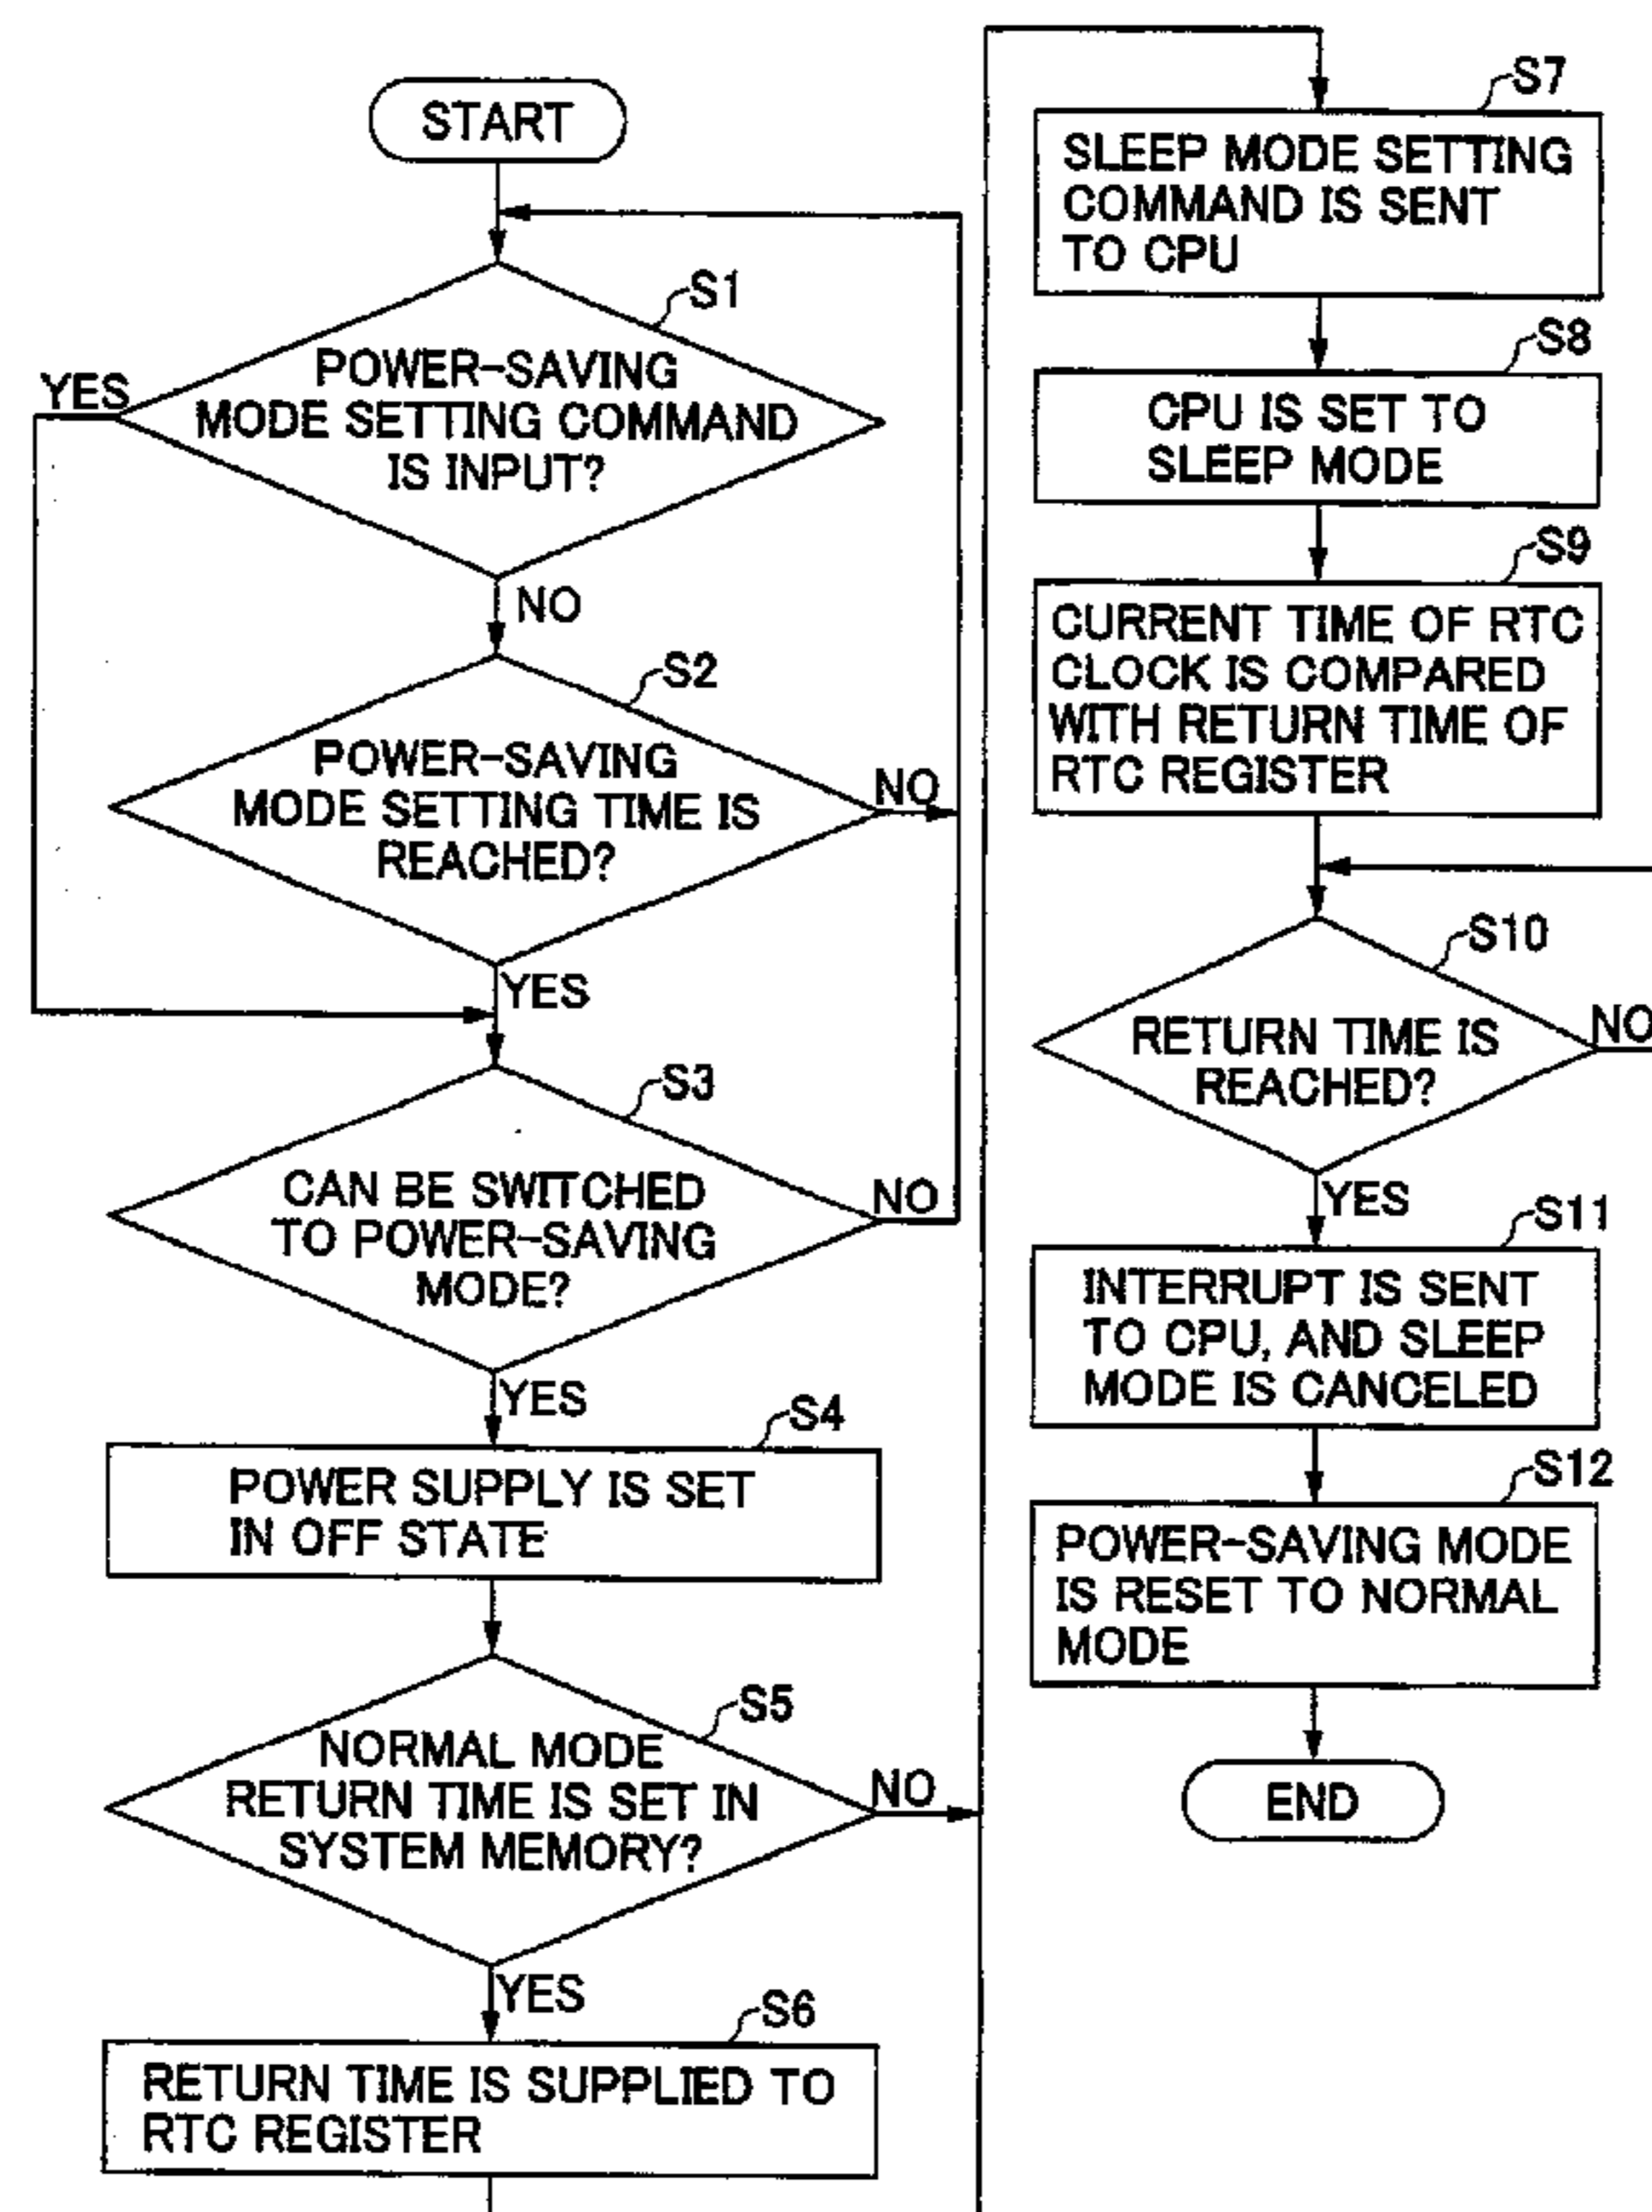 START
S1
POWER-SAVING
MODE SETTING COMMAND
IS INPUT?
YES
NO
S2
POWER-SAVING
MODE SETTING TIME IS
REACHED?
NO
YES
S3
CAN BE SWITCHED
TO POWER-SAVING
MODE?
NO
YES
S4
POWER SUPPLY IS SET
IN OFF STATE
S5
NORMAL MODE
RETURN TIME IS SET IN
SYSTEM MEMORY?
NO
YES
S6
RETURN TIME IS SUPPLIED TO
RTC REGISTER
S7
SLEEP MODE SETTING
COMMAND IS SENT
TO CPU
S8
CPU IS SET TO
SLEEP MODE
S9
CURRENT TIME OF RTC
CLOCK IS COMPARED
WITH RETURN TIME OF
RTC REGISTER
S10
RETURN TIME IS
REACHED?
NO
YES
S11
INTERRUPT IS SENT
TO CPU, AND SLEEP
MODE IS CANCELED
S12
POWER-SAVING MODE
IS RESET TO NORMAL
MODE
END